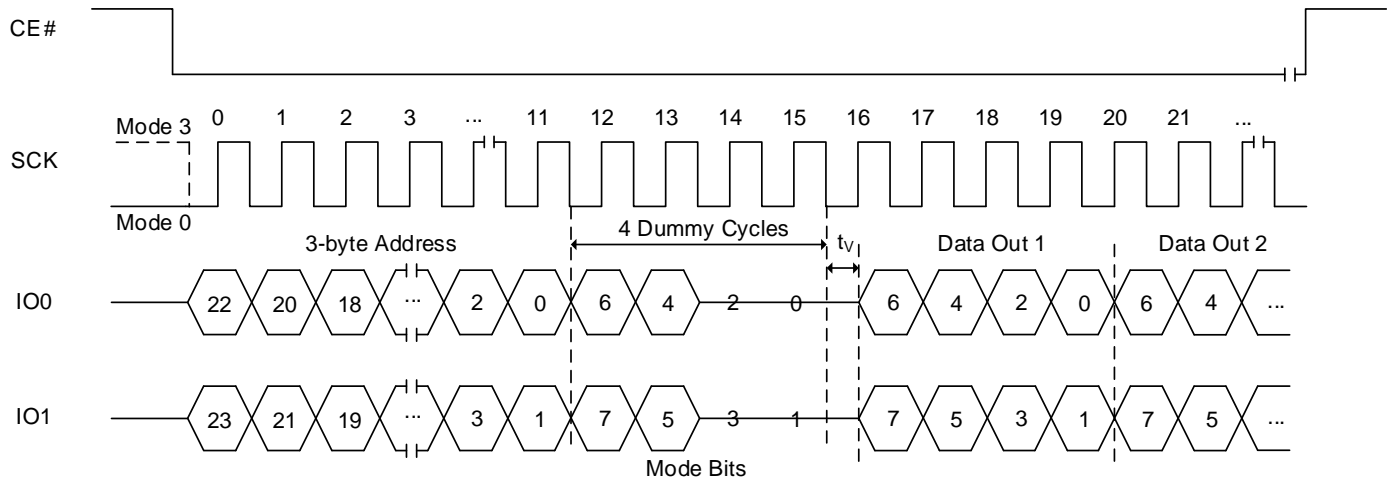 CE#
0 1 2 3 ... 11 12 13 14 15 16 17 18 19 20 21 ...
Mode 3
SCK
Mode 0
4 Dummy Cycles
3-byte Address tV Data Out 1 Data Out 2
IO0 22 20 18 ... 2 0 6 4 2 0 6 4 2 0 6 4 ...
IO1 23 21 19 ... 3 1 7 5 3 1 7 5 3 1 7 5 ...
Mode Bits